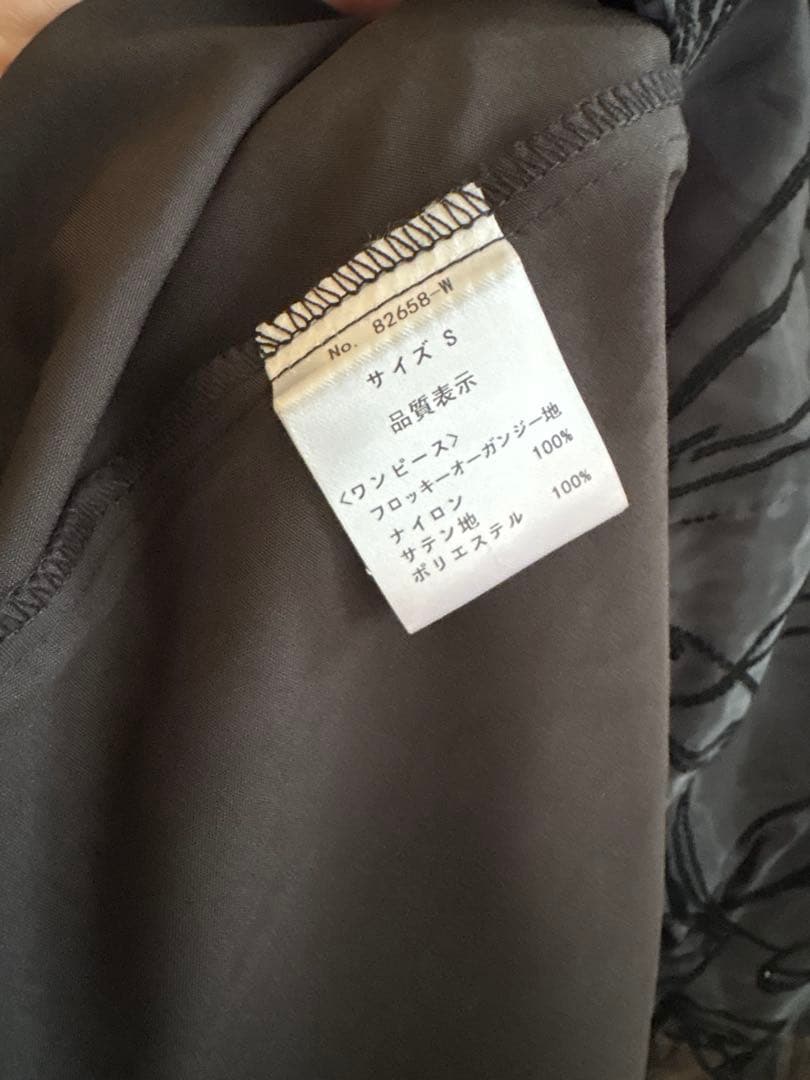 No. 82658-W
サイズ S
品質表示
<ワンピース>
フロッキーオーガンジー地
ナイロン 100%
サテン地
ポリエステル 100%